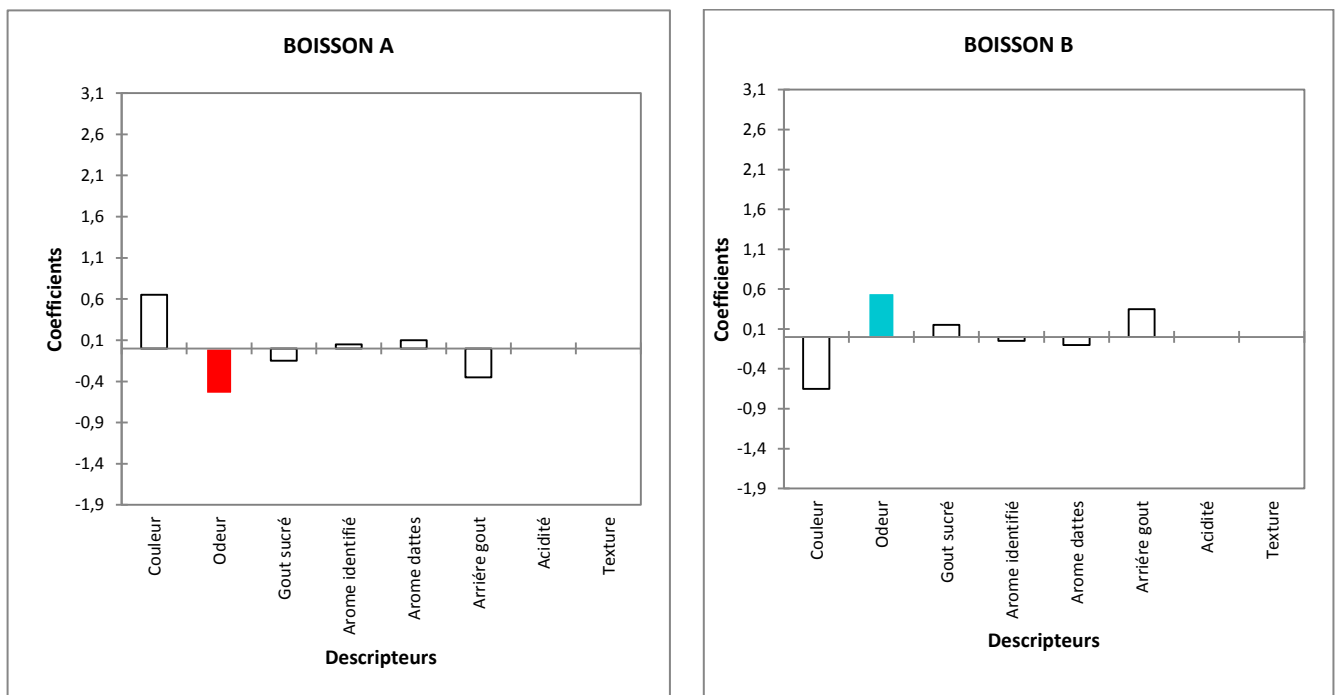 BOISSON A
3,1
2,6
2,1
1,6
1,1
0,6
0,1
-0,4
-0,9
-1,4
-1,9
Coefficients
Couleur
Odeur
Gout sucré
Arome identifié
Arome dattes
Arriére gout
Acidité
Texture
Descripteurs
BOISSON B
3,1
2,6
2,1
1,6
1,1
0,6
0,1
-0,4
-0,9
-1,4
-1,9
Coefficients
Couleur
Odeur
Gout sucré
Arome identifié
Arome dattes
Arriére gout
Acidité
Texture
Descripteurs